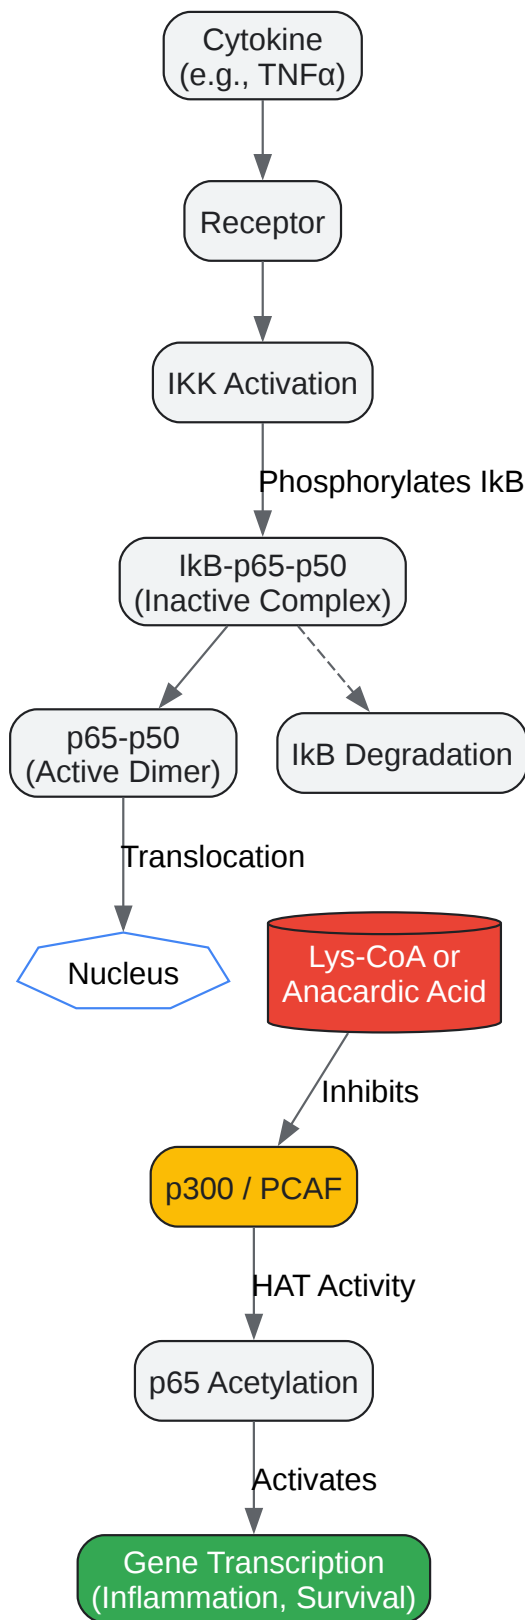 Cytokine
(e.g., TNFα)
Receptor
IKK Activation
Phosphorylates IkB
IkB-p65-p50
(Inactive Complex)
p65-p50
(Active Dimer)
IkB Degradation
Translocation
Nucleus
Lys-CoA or
Anacardic Acid
Inhibits
p300 / PCAF
HAT Activity
p65 Acetylation
Activates
Gene Transcription
(Inflammation, Survival)